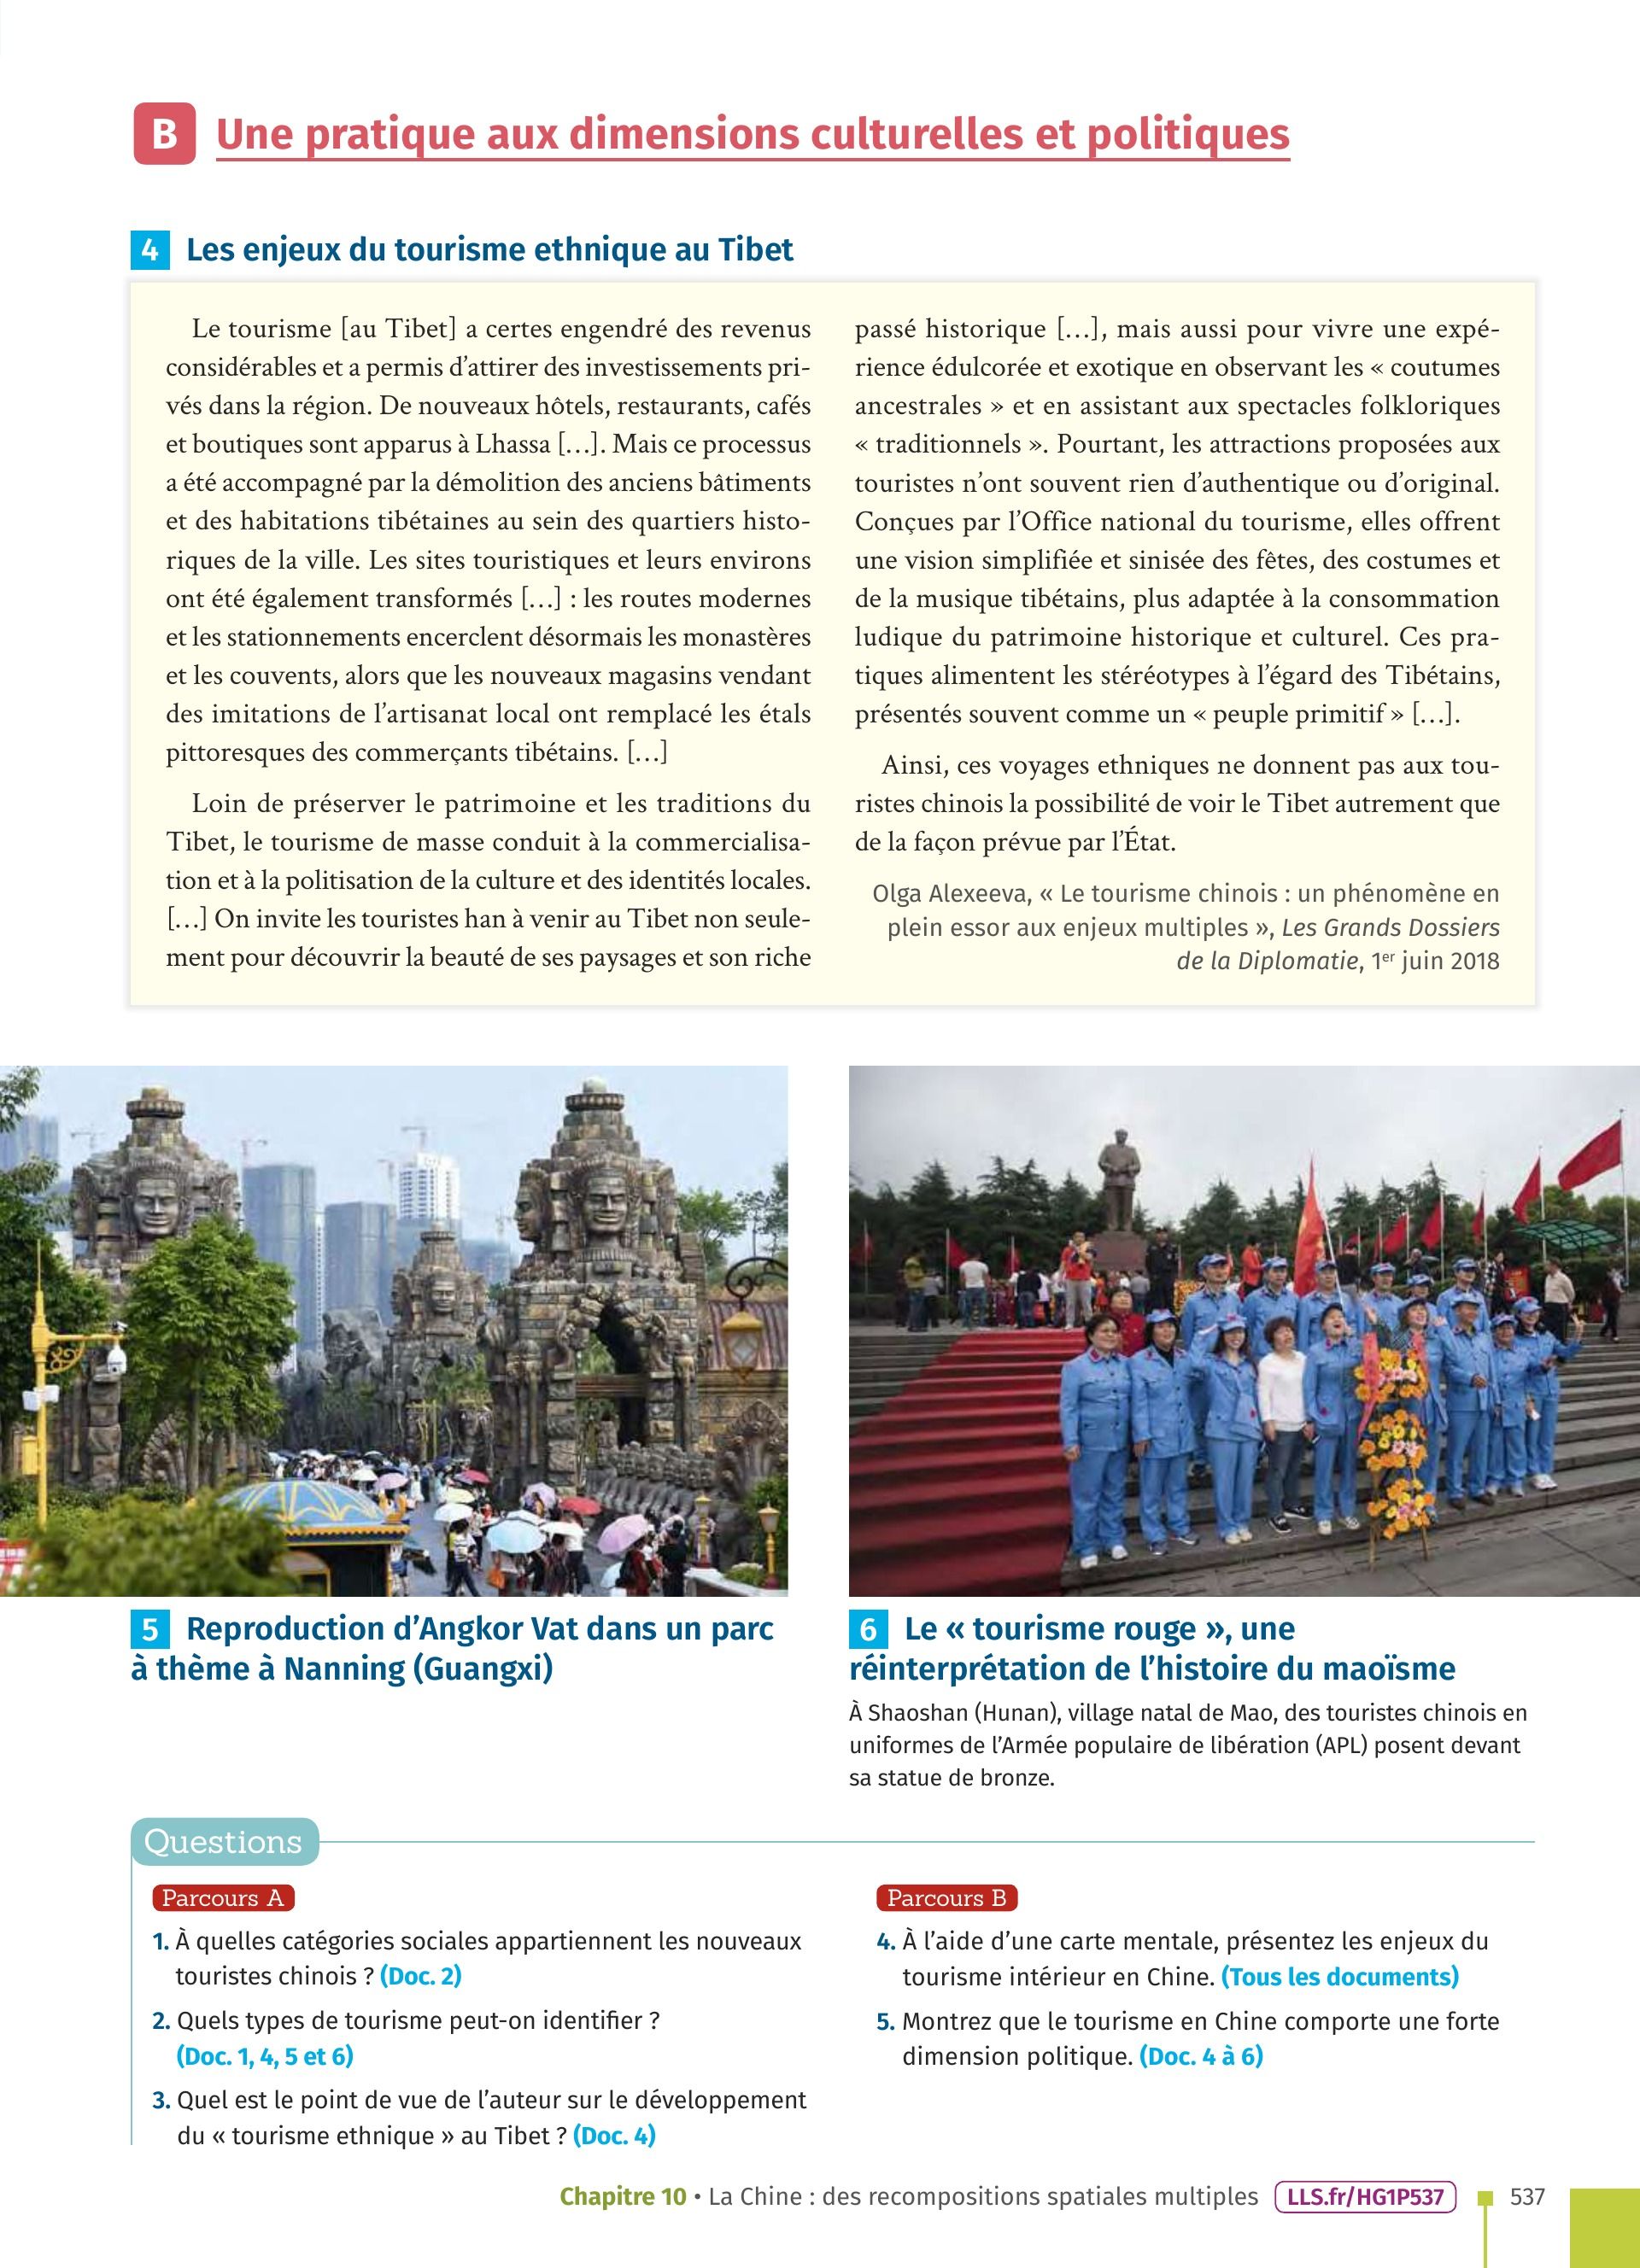 B Une pratique aux dimensions culturelles et politiques
4 Les enjeux du tourisme ethnique au Tibet
Le tourisme [au Tibet] a certes engendré des revenus
considérables et a permis d'attirer des investissements pri-
vés dans la région. De nouveaux hôtels, restaurants, cafés
et boutiques sont apparus à Lhassa […]. Mais ce processus
a été accompagné par la démolition des anciens bâtiments
et des habitations tibétaines au sein des quartiers histo-
riques de la ville. Les sites touristiques et leurs environs
ont été également transformés […] : les routes modernes
et les stationnements encerclent désormais les monastères
et les couvents, alors que les nouveaux magasins vendant
des imitations de l'artisanat local ont remplacé les étals
pittoresques des commerçants tibétains. […]
Loin de préserver le patrimoine et les traditions du
Tibet, le tourisme de masse conduit à la commercialisa-
tion et à la politisation de la culture et des identités locales.
[…] On invite les touristes han à venir au Tibet non seule-
ment pour découvrir la beauté de ses paysages et son riche
passé historique […], mais aussi pour vivre une expé-
rience édulcorée et exotique en observant les « coutumes
ancestrales » et en assistant aux spectacles folkloriques
« traditionnels ». Pourtant, les attractions proposées aux
touristes n'ont souvent rien d'authentique ou d'original.
Conçues par l'Office national du tourisme, elles offrent
une vision simplifiée et sinisée des fêtes, des costumes et
de la musique tibétains, plus adaptée à la consommation
ludique du patrimoine historique et culturel. Ces pra-
tiques alimentent les stéréotypes à l'égard des Tibétains,
présentés souvent comme un « peuple primitif » […].
Ainsi, ces voyages ethniques ne donnent pas aux tou-
ristes chinois la possibilité de voir le Tibet autrement que
de la façon prévue par l'État.
Olga Alexeeva, « Le tourisme chinois : un phénomène en
plein essor aux enjeux multiples », Les Grands Dossiers
de la Diplomatie, 1er juin 2018
5 Reproduction d'Angkor Vat dans un parc
à thème à Nanning (Guangxi)
6 Le « tourisme rouge », une
réinterprétation de l'histoire du maoïsme
À Shaoshan (Hunan), village natal de Mao, des touristes chinois en
uniformes de l'Armée populaire de libération (APL) posent devant
sa statue de bronze.
Questions
Parcours A
1. À quelles catégories sociales appartiennent les nouveaux
touristes chinois ? (Doc. 2)
2. Quels types de tourisme peut-on identifier ?
(Doc. 1, 4, 5 et 6)
3. Quel est le point de vue de l'auteur sur le développement
du « tourisme ethnique » au Tibet ? (Doc. 4)
Parcours B
4. À l'aide d'une carte mentale, présentez les enjeux du
tourisme intérieur en Chine. (Tous les documents)
5. Montrez que le tourisme en Chine comporte une forte
dimension politique. (Doc. 4 à 6)
Chapitre 10 • La Chine : des recompositions spatiales multiples LLS.fr/HG1P537 537